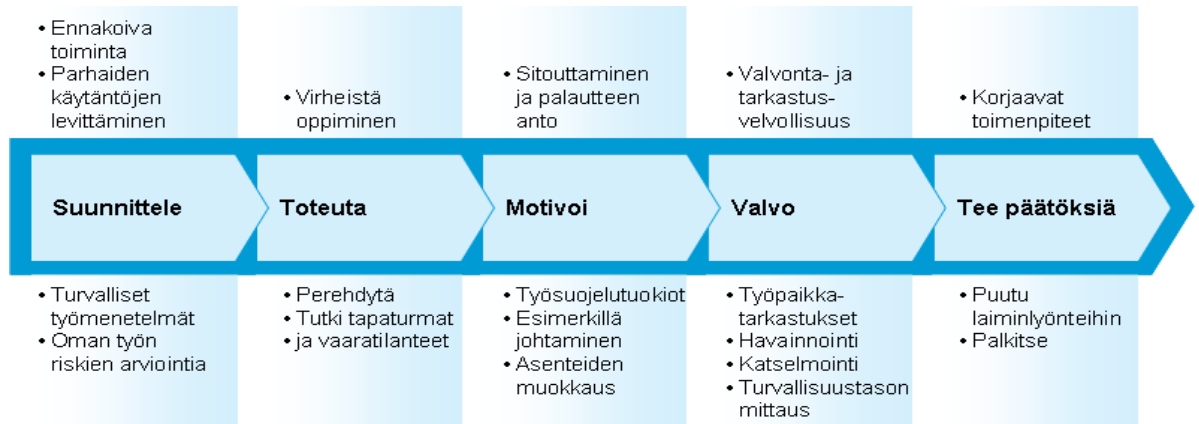 • Ennakoiva
toiminta
• Parhaiden
käytäntöjen
levittäminen
• Virheistä
oppiminen
• Sitouttaminen
ja palautteen
anto
• Valvonta- ja
tarkastus-
velvollisuus
• Korjaavat
toimenpiteet
Suunnittele
Toteuta
Motivoi
Valvo
Tee päätöksiä
• Turvalliset
työmenetelmät
• Oman työn
riskien arviointia
• Perehdytä
• Tutki tapaturmat
• ja vaaratilanteet
• Työsuojelutuokiot
• Esimerkillä
johtaminen
• Asenteiden
muokkaus
• Työpaikka-
tarkastukset
• Havainnointi
• Katselmointi
• Turvallisuustason
mittaus
• Puutu
laiminlyönteihin
• Palkitse